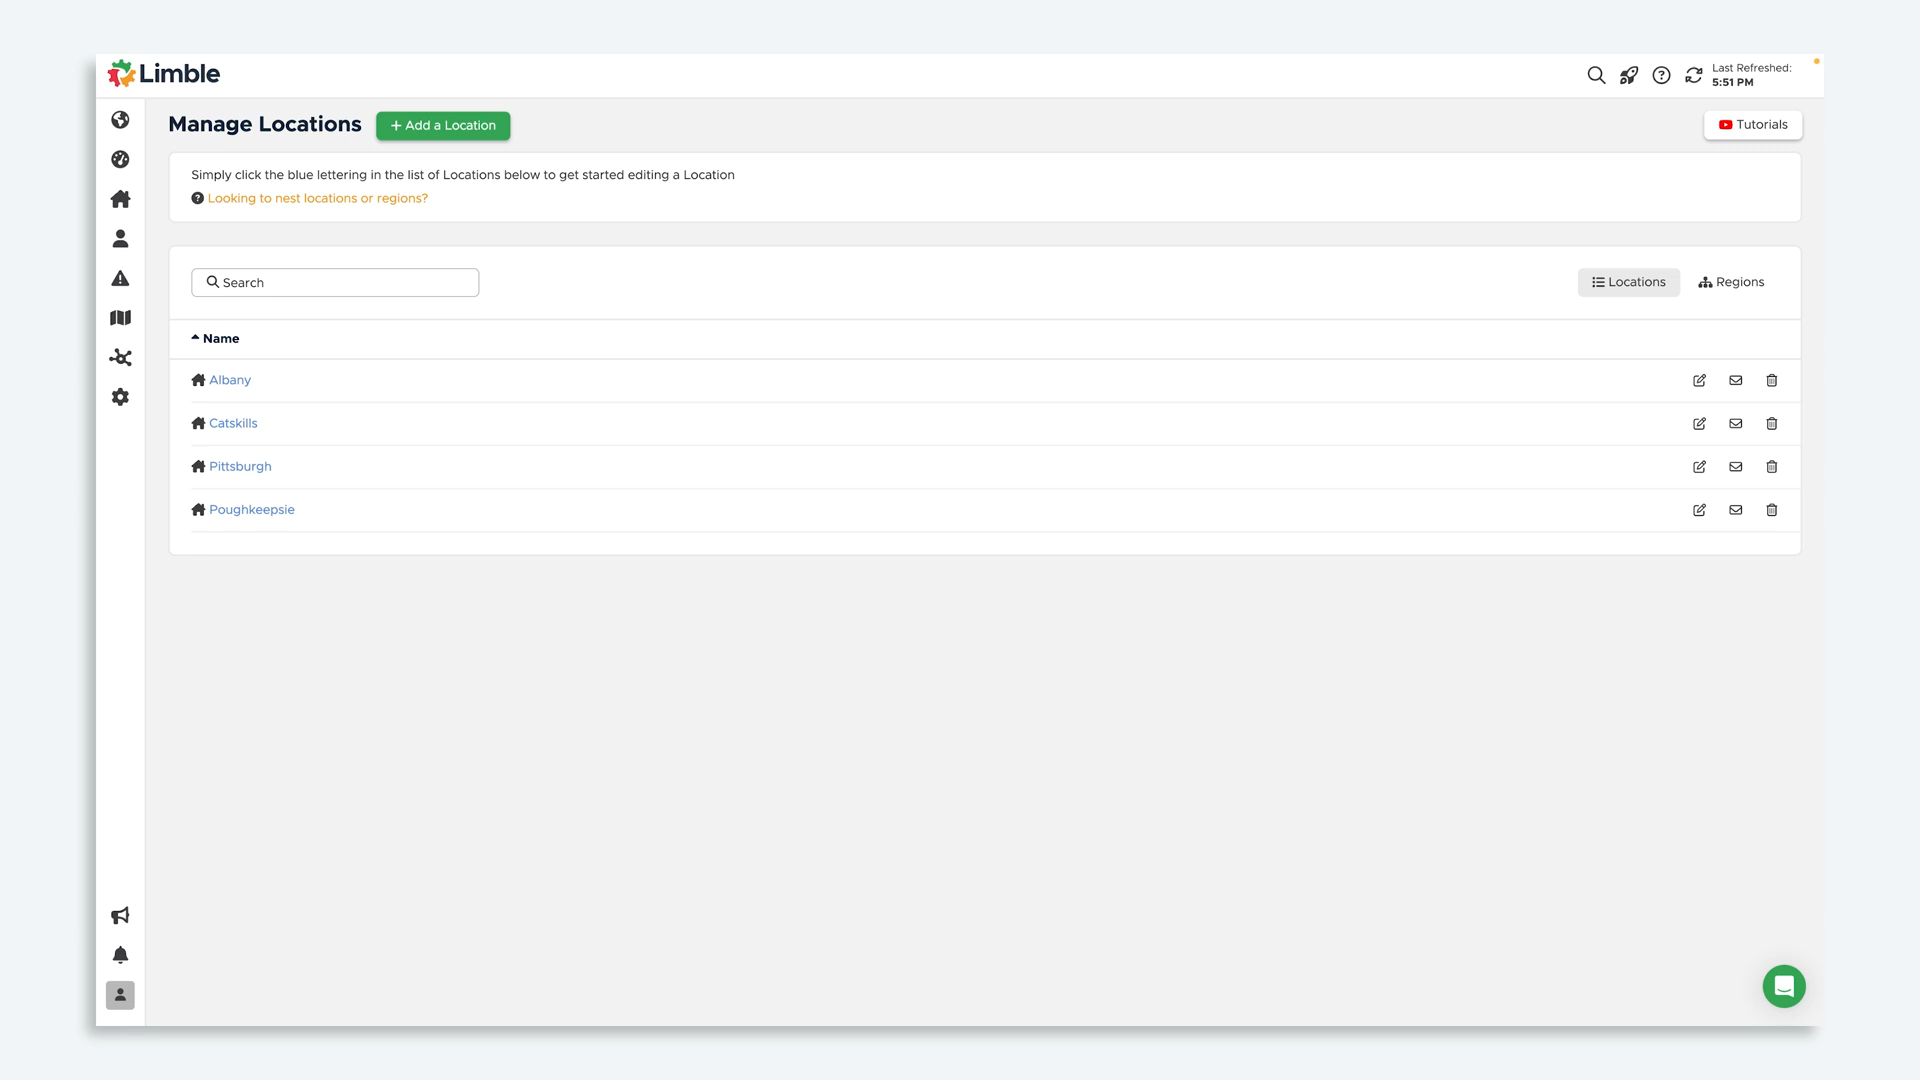 Limble
Last Refreshed:
5:51 PM
Manage Locations
+ Add a Location
Tutorials
Simply click the blue lettering in the list of Locations below to get started editing a Location
Looking to nest locations or regions?
Search
Locations
Regions
Name
Albany
Catskills
Pittsburgh
Poughkeepsie